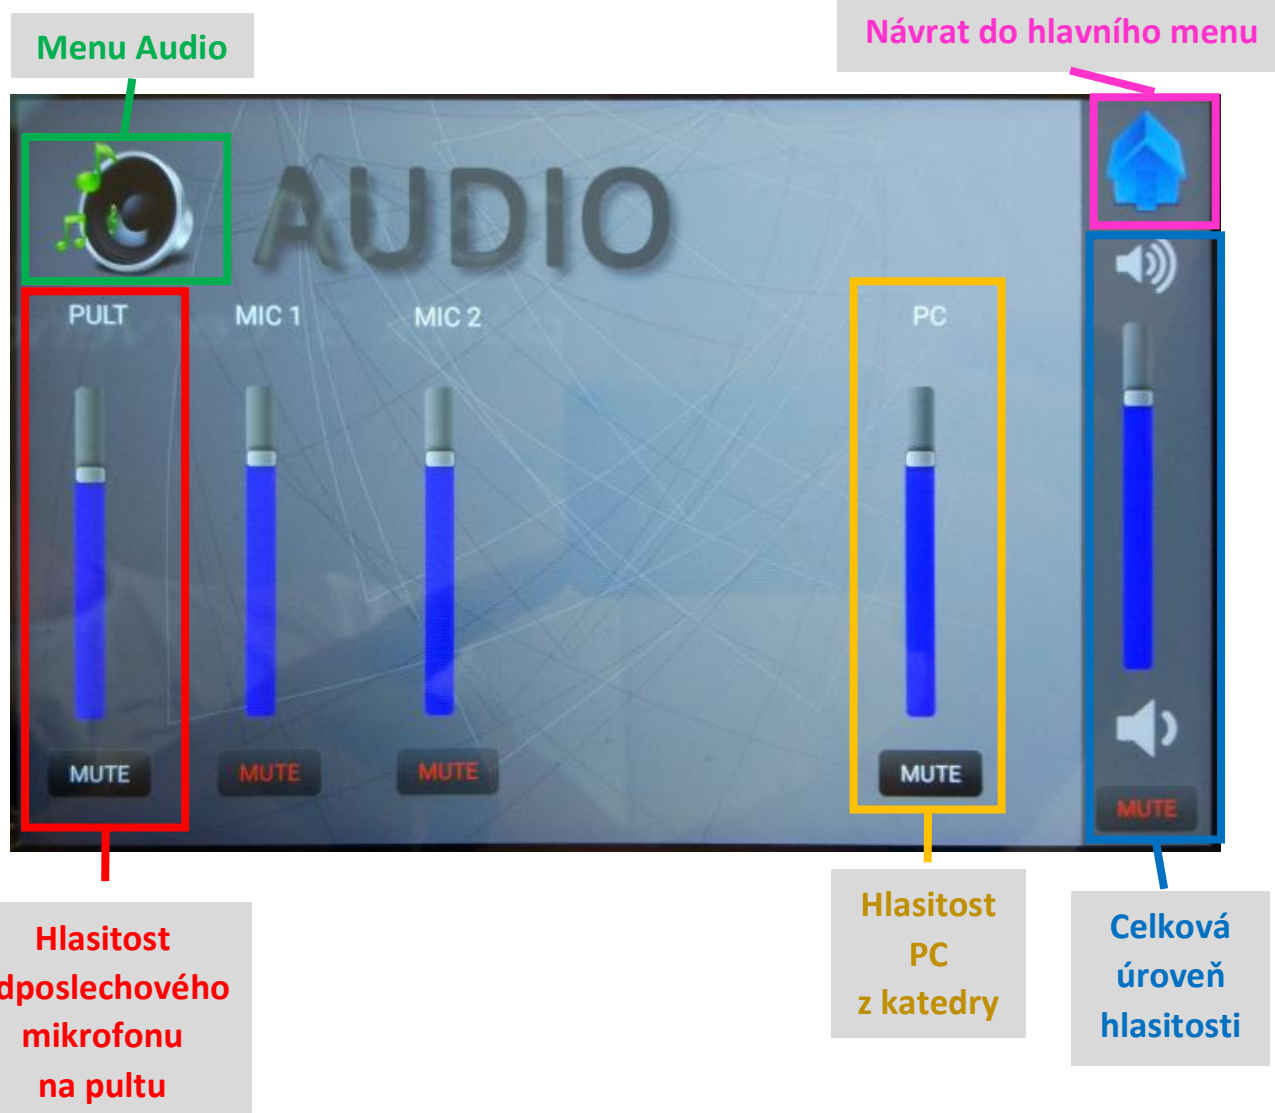 Menu Audio
Návrat do hlavního menu
AUDIO
PULT
MIC 1
MIC 2
PC
MUTE
MUTE
MUTE
MUTE
MUTE
Hlasitost
dposlechového
mikrofonu
na pultu
Hlasitost
PC
z katedry
Celková
úroveň
hlasitosti